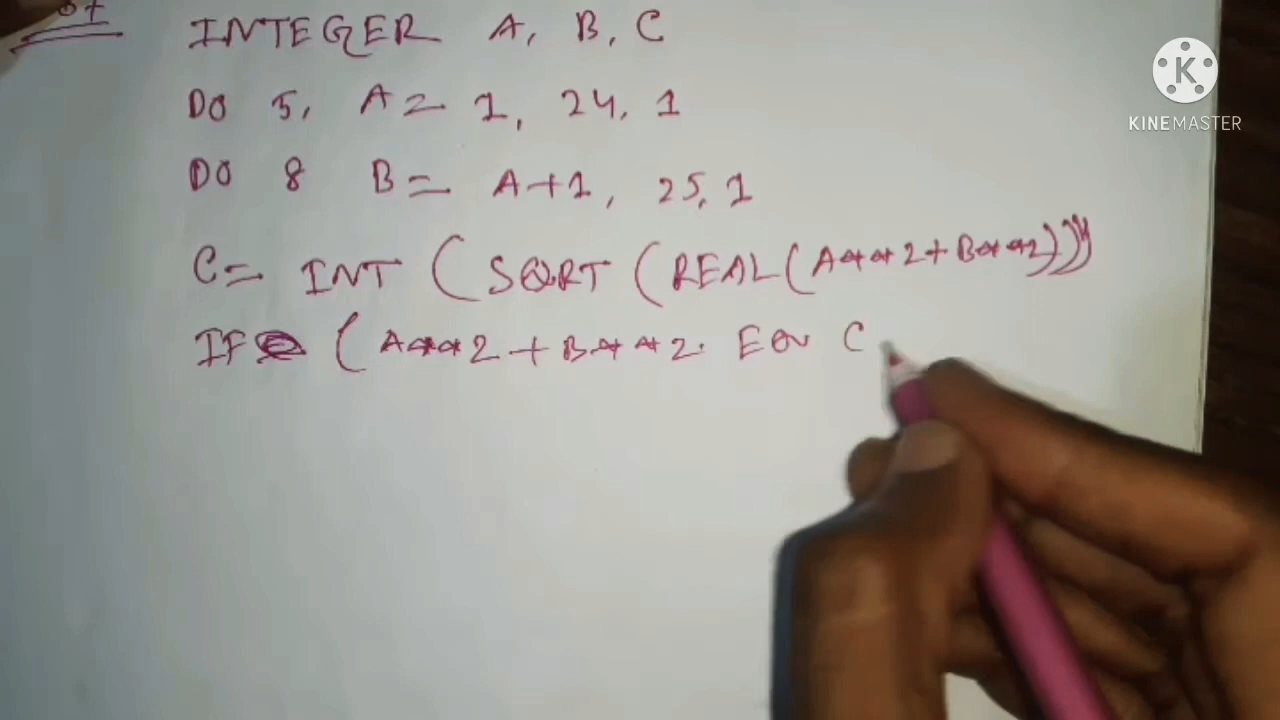 INTEGER A, B, C
DO 5, A = 1, 24, 1
DO 8 B = A+1, 25, 1
C = INT (SQRT (REAL (A**2 + B**2)))
IF (A**2 + B**2. EQ C
K
KINEMASTER